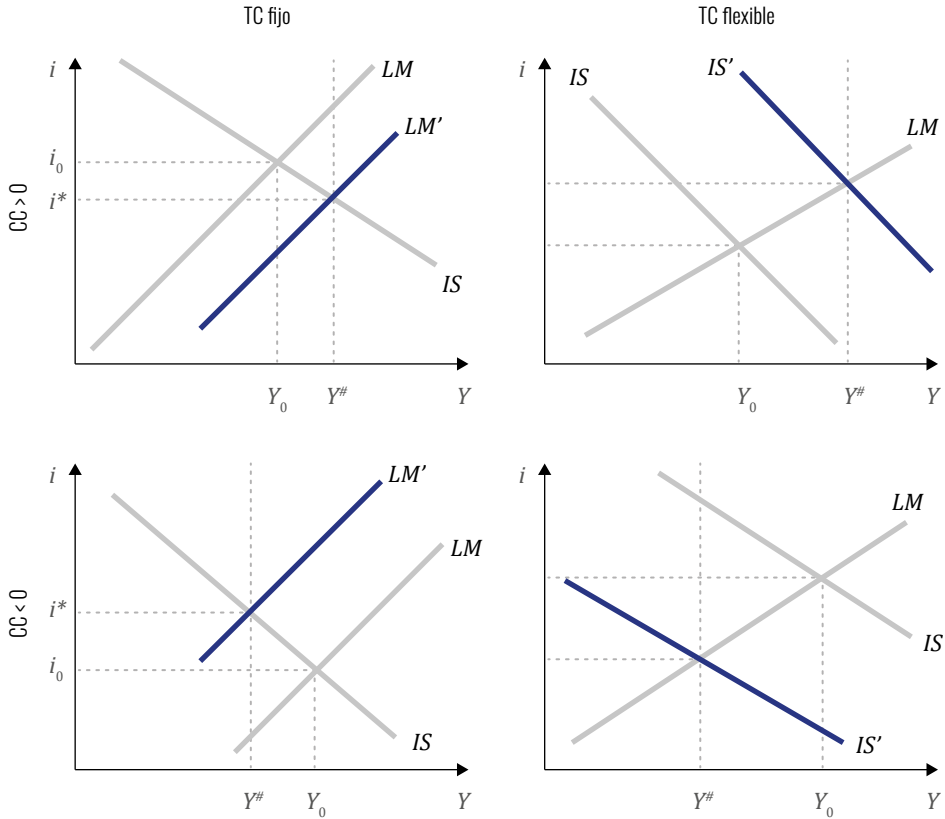 TC fijo
TC flexible
CC > 0
i
LM
LM’
i₀
i*
IS
Y₀
Y#
Y
i
IS
IS’
LM
Y₀
Y#
Y
CC < 0
i
LM’
LM
i*
i₀
IS
Y#
Y₀
Y
i
LM
IS
IS’
Y#
Y₀
Y